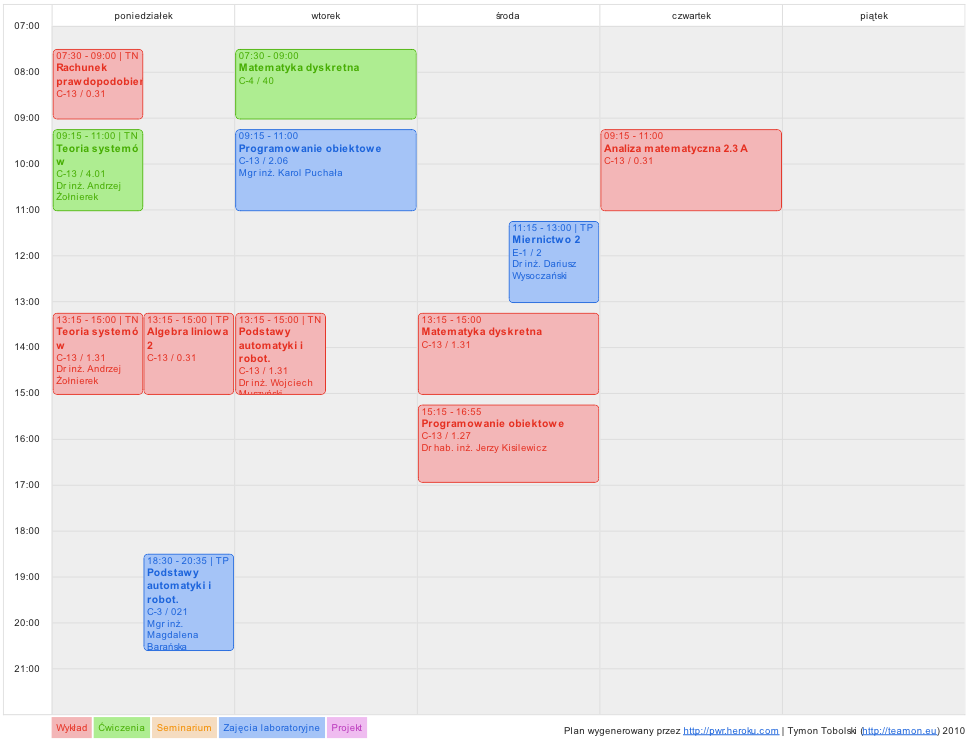 poniedziałek wtorek środa czwartek piątek
07:00
07:30 - 09:00 | TN
Rachunek
prawdopodobier
C-13 / 0.31
07:30 - 09:00
Matematyka dyskretna
C-4 / 40
08:00
09:00
09:15 - 11:00 | TN
Teoria systemó
w
C-13 / 4.01
Dr inż. Andrzej
Żołnierek
09:15 - 11:00
Programowanie obiektowe
C-13 / 2.06
Mgr inż. Karol Puchała
09:15 - 11:00
Analiza matematyczna 2.3 A
C-13 / 0.31
10:00
11:00
11:15 - 13:00 | TP
Miernictwo 2
E-1 / 2
Dr inż. Dariusz
Wysoczański
12:00
13:00
13:15 - 15:00 | TN
Teoria systemó
w
C-13 / 1.31
Dr inż. Andrzej
Żołnierek
13:15 - 15:00 | TP
Algebra liniowa
2
C-13 / 0.31
13:15 - 15:00 | TN
Podstawy
automatyki i
robot.
C-13 / 1.31
Dr inż. Wojciech
13:15 - 15:00
Matematyka dyskretna
C-13 / 1.31
14:00
15:00
15:15 - 16:55
Programowanie obiektowe
C-13 / 1.27
Dr hab. inż. Jerzy Kisilewicz
16:00
17:00
18:00
18:30 - 20:35 | TP
Podstawy
automatyki i
robot.
C-3 / 021
Mgr inż.
Magdalena
Barańska
19:00
20:00
21:00
Wykład Ćwiczenia Seminarium Zajęcia laboratoryjne Projekt
Plan wygenerowany przez http://pwr.heroku.com | Tymon Tobolski (http://teamon.eu) 2010